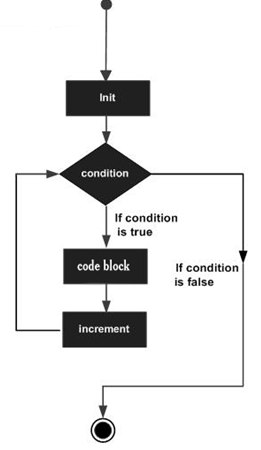 Init
condition
If condition
is true
code block
If condition
is false
increment